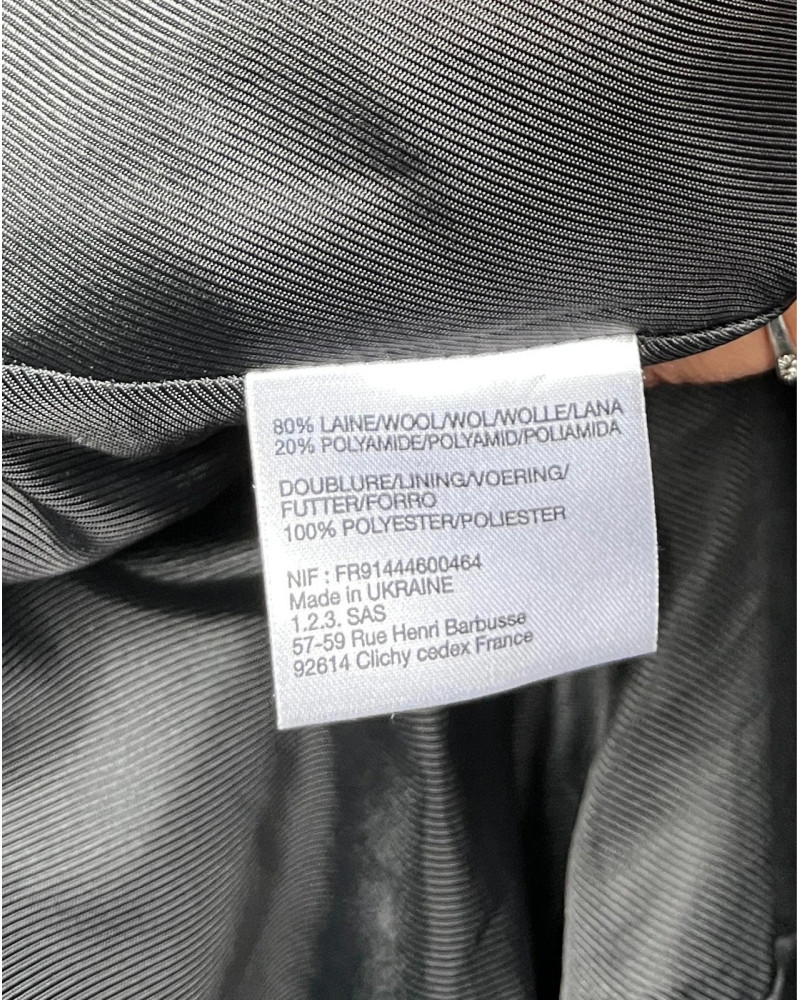 80% LAINE/WOOL/WOL/WOLLE/LANA
20% POLYAMIDE/POLYAMID/POLIAMIDA
DOUBLURE/LINING/VOERING/
FUTTER/FORRO
100% POLYESTER/POLIESTER
NIF : FR91444600464
Made in UKRAINE
1.2.3. SAS
57-59 Rue Henri Barbusse
92614 Clichy cedex France